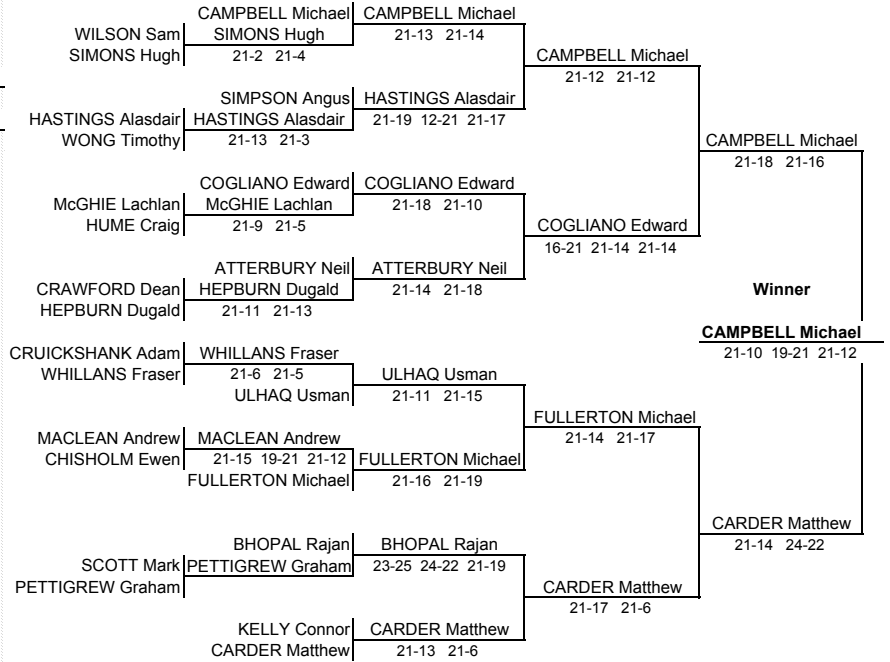 CAMPBELL Michael CAMPBELL Michael
WILSON Sam SIMONS Hugh 21-13 21-14
SIMONS Hugh 21-2 21-4 CAMPBELL Michael
21-12 21-12
SIMPSON Angus HASTINGS Alasdair
HASTINGS Alasdair HASTINGS Alasdair 21-19 12-21 21-17
WONG Timothy 21-13 21-3 CAMPBELL Michael
21-18 21-16
COGLIANO Edward COGLIANO Edward
McGHIE Lachlan McGHIE Lachlan 21-18 21-10
HUME Craig 21-9 21-5 COGLIANO Edward
16-21 21-14 21-14
ATTERBURY Neil ATTERBURY Neil
CRAWFORD Dean HEPBURN Dugald 21-14 21-18 Winner
HEPBURN Dugald 21-11 21-13
CAMPBELL Michael
CRUICKSHANK Adam WHILLANS Fraser 21-10 19-21 21-12
WHILLANS Fraser 21-6 21-5 ULHAQ Usman
ULHAQ Usman 21-11 21-15
FULLERTON Michael
MACLEAN Andrew MACLEAN Andrew 21-14 21-17
CHISHOLM Ewen 21-15 19-21 21-12 FULLERTON Michael
FULLERTON Michael 21-16 21-19
CARDER Matthew
BHOPAL Rajan BHOPAL Rajan 21-14 24-22
SCOTT Mark PETTIGREW Graham 23-25 24-22 21-19
PETTIGREW Graham CARDER Matthew
21-17 21-6
KELLY Connor CARDER Matthew
CARDER Matthew 21-13 21-6